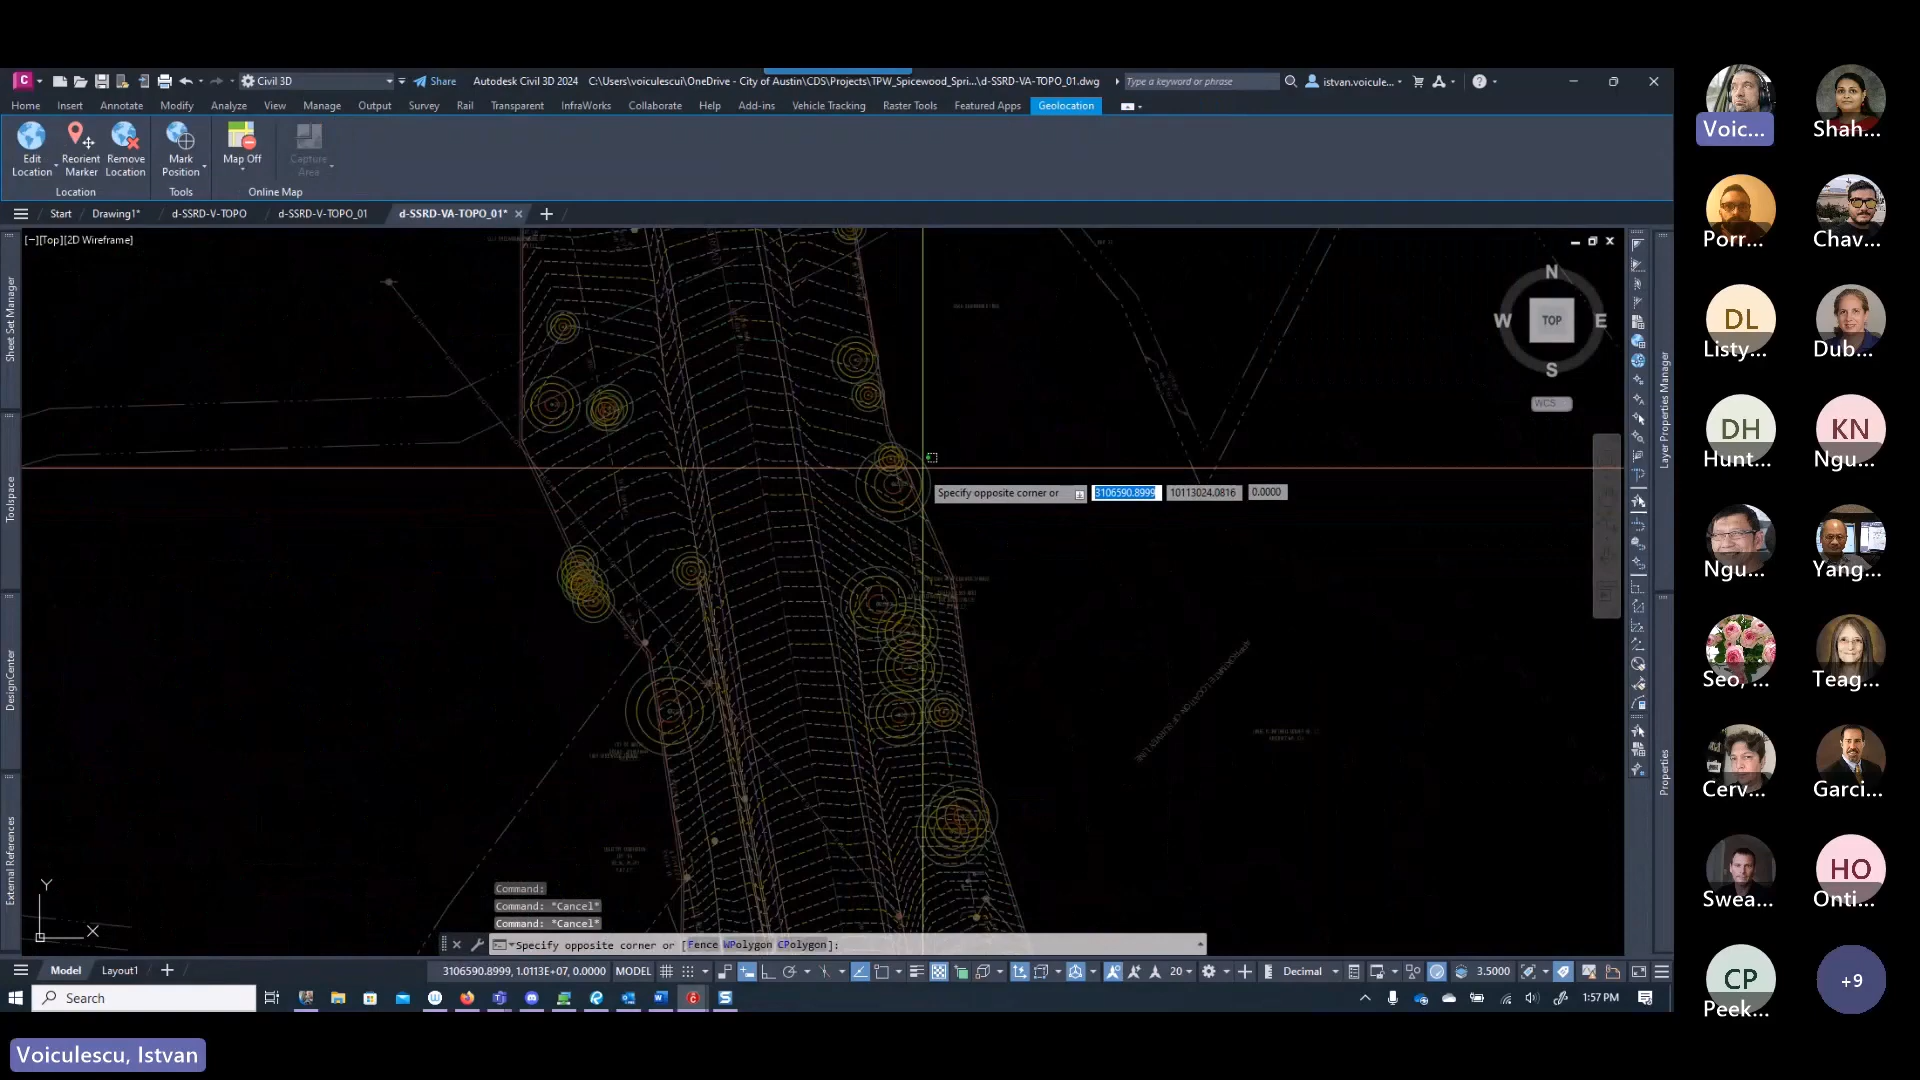 Civil 3D
Share
Autodesk Civil 3D 2024
C:\Users\voiculescui\OneDrive - City of Austin\CDS\Projects\TPW_Spicewood_Spri...\d-SSRD-VA-TOPO_01.dwg
Type a keyword or phrase
istvan.voicule...
Home Insert Annotate Modify Analyze View Manage Output Survey Rail Transparent InfraWorks Collaborate Help Add-ins Vehicle Tracking Raster Tools Featured Apps Geolocation
Edit Location
Reorient Marker
Remove Location
Mark Position
Map Off
Capture Area
Location
Tools
Online Map
Start Drawing1* d-SSRD-V-TOPO d-SSRD-V-TOPO_01 d-SSRD-VA-TOPO_01*
[−][Top][2D Wireframe]
Sheet Set Manager
Toolspace
DesignCenter
External References
N
W TOP E
S
WCS
Layer Properties Manager
Properties
Specify opposite corner or 3106590.8999 10113024.0816 0.0000
APPROXIMATE LOCATION OF SURVEY LINE
Y
X
Command:
Command: *Cancel*
Command: *Cancel*
Specify opposite corner or [Fence WPolygon CPolygon]:
Model Layout1
3106590.8999, 1.0113E+07, 0.0000 MODEL
20
Decimal
3.5000
Search
1:57 PM
Voiculescu, Istvan
Voic...
Shah...
Porr...
Chav...
DL
Listy...
Dub...
DH
Hunt...
KN
Ngu...
Ngu...
Yang...
Seo, ...
Teag...
Cerv...
Garci...
Swea...
HO
Onti...
CP
Peek...
+9